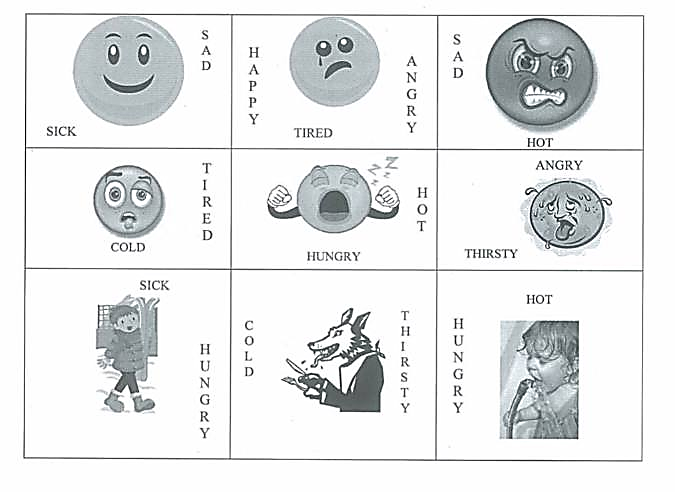 SAD
SICK
HAPPY
TIRED
ANGRY
SAD
HOT
TIRED
COLD
HOT
HUNGRY
ANGRY
THIRSTY
SICK
HUNGRY
COLD
THIRSTY
HOT
HUNGRY